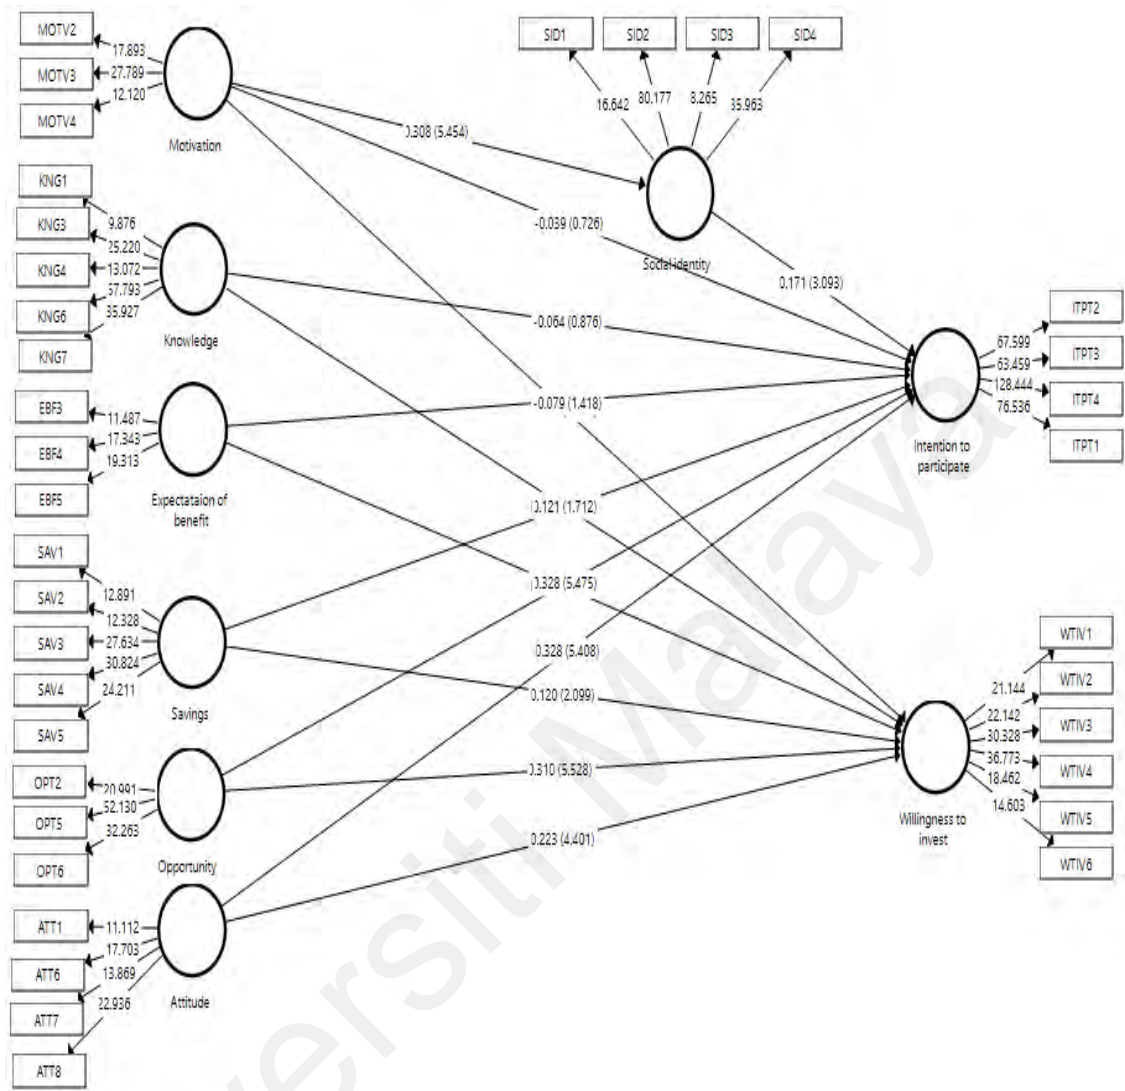 MOTV2
17.893
MOTV3
27.789
MOTV4
12.120
Motivation
SID1
SID2
SID3
SID4
16.642
80.177
8.265
35.963
Social identity
0.308 (5.454)
-0.039 (0.726)
0.171 (3.093)
KNG1
9.876
KNG3
25.220
KNG4
13.072
KNG6
57.793
35.927
KNG7
Knowledge
-0.064 (0.876)
ITPT2
67.599
ITPT3
63.459
ITPT4
128.444
ITPT1
76.536
Intention to
participate
EBF3
11.487
EBF4
17.343
EBF5
19.313
Expectataion of
benefit
-0.079 (1.418)
SAV1
12.891
SAV2
12.328
SAV3
27.634
SAV4
30.824
SAV5
24.211
Savings
0.121 (1.712)
0.328 (5.475)
0.328 (5.408)
0.120 (2.099)
OPT2
20.991
OPT5
52.130
OPT6
32.263
Opportunity
0.310 (5.528)
WTIV1
21.144
WTIV2
22.142
WTIV3
30.328
WTIV4
36.773
WTIV5
18.462
WTIV6
14.603
Willingness to
invest
ATT1
11.112
ATT6
17.703
ATT7
13.869
ATT8
22.936
Attitude
0.223 (4.401)
ersiti Malaya